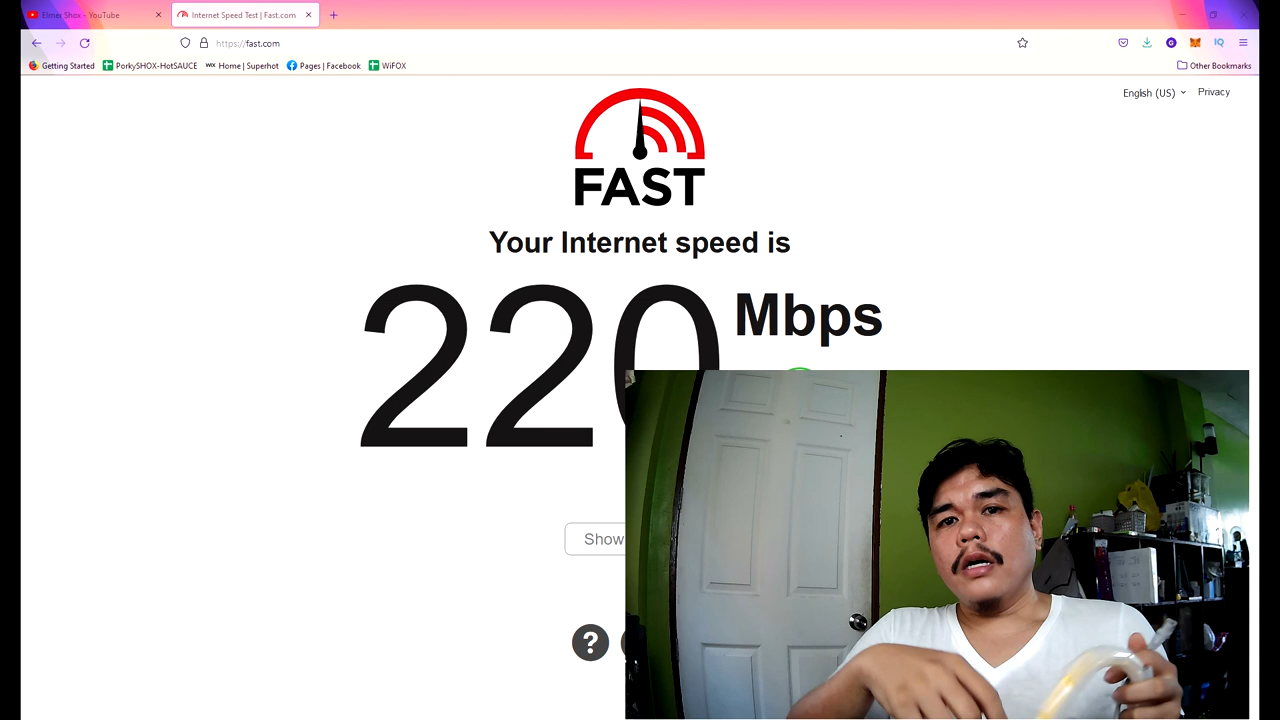 Elmer Shox - YouTube
Internet Speed Test | Fast.com
https://fast.com
Getting Started
PorkySHOX-HotSAUCE
WIX Home | Superhot
Pages | Facebook
WiFOX
Other Bookmarks
English (US)
Privacy
FAST
Your Internet speed is
220 Mbps
Show
?